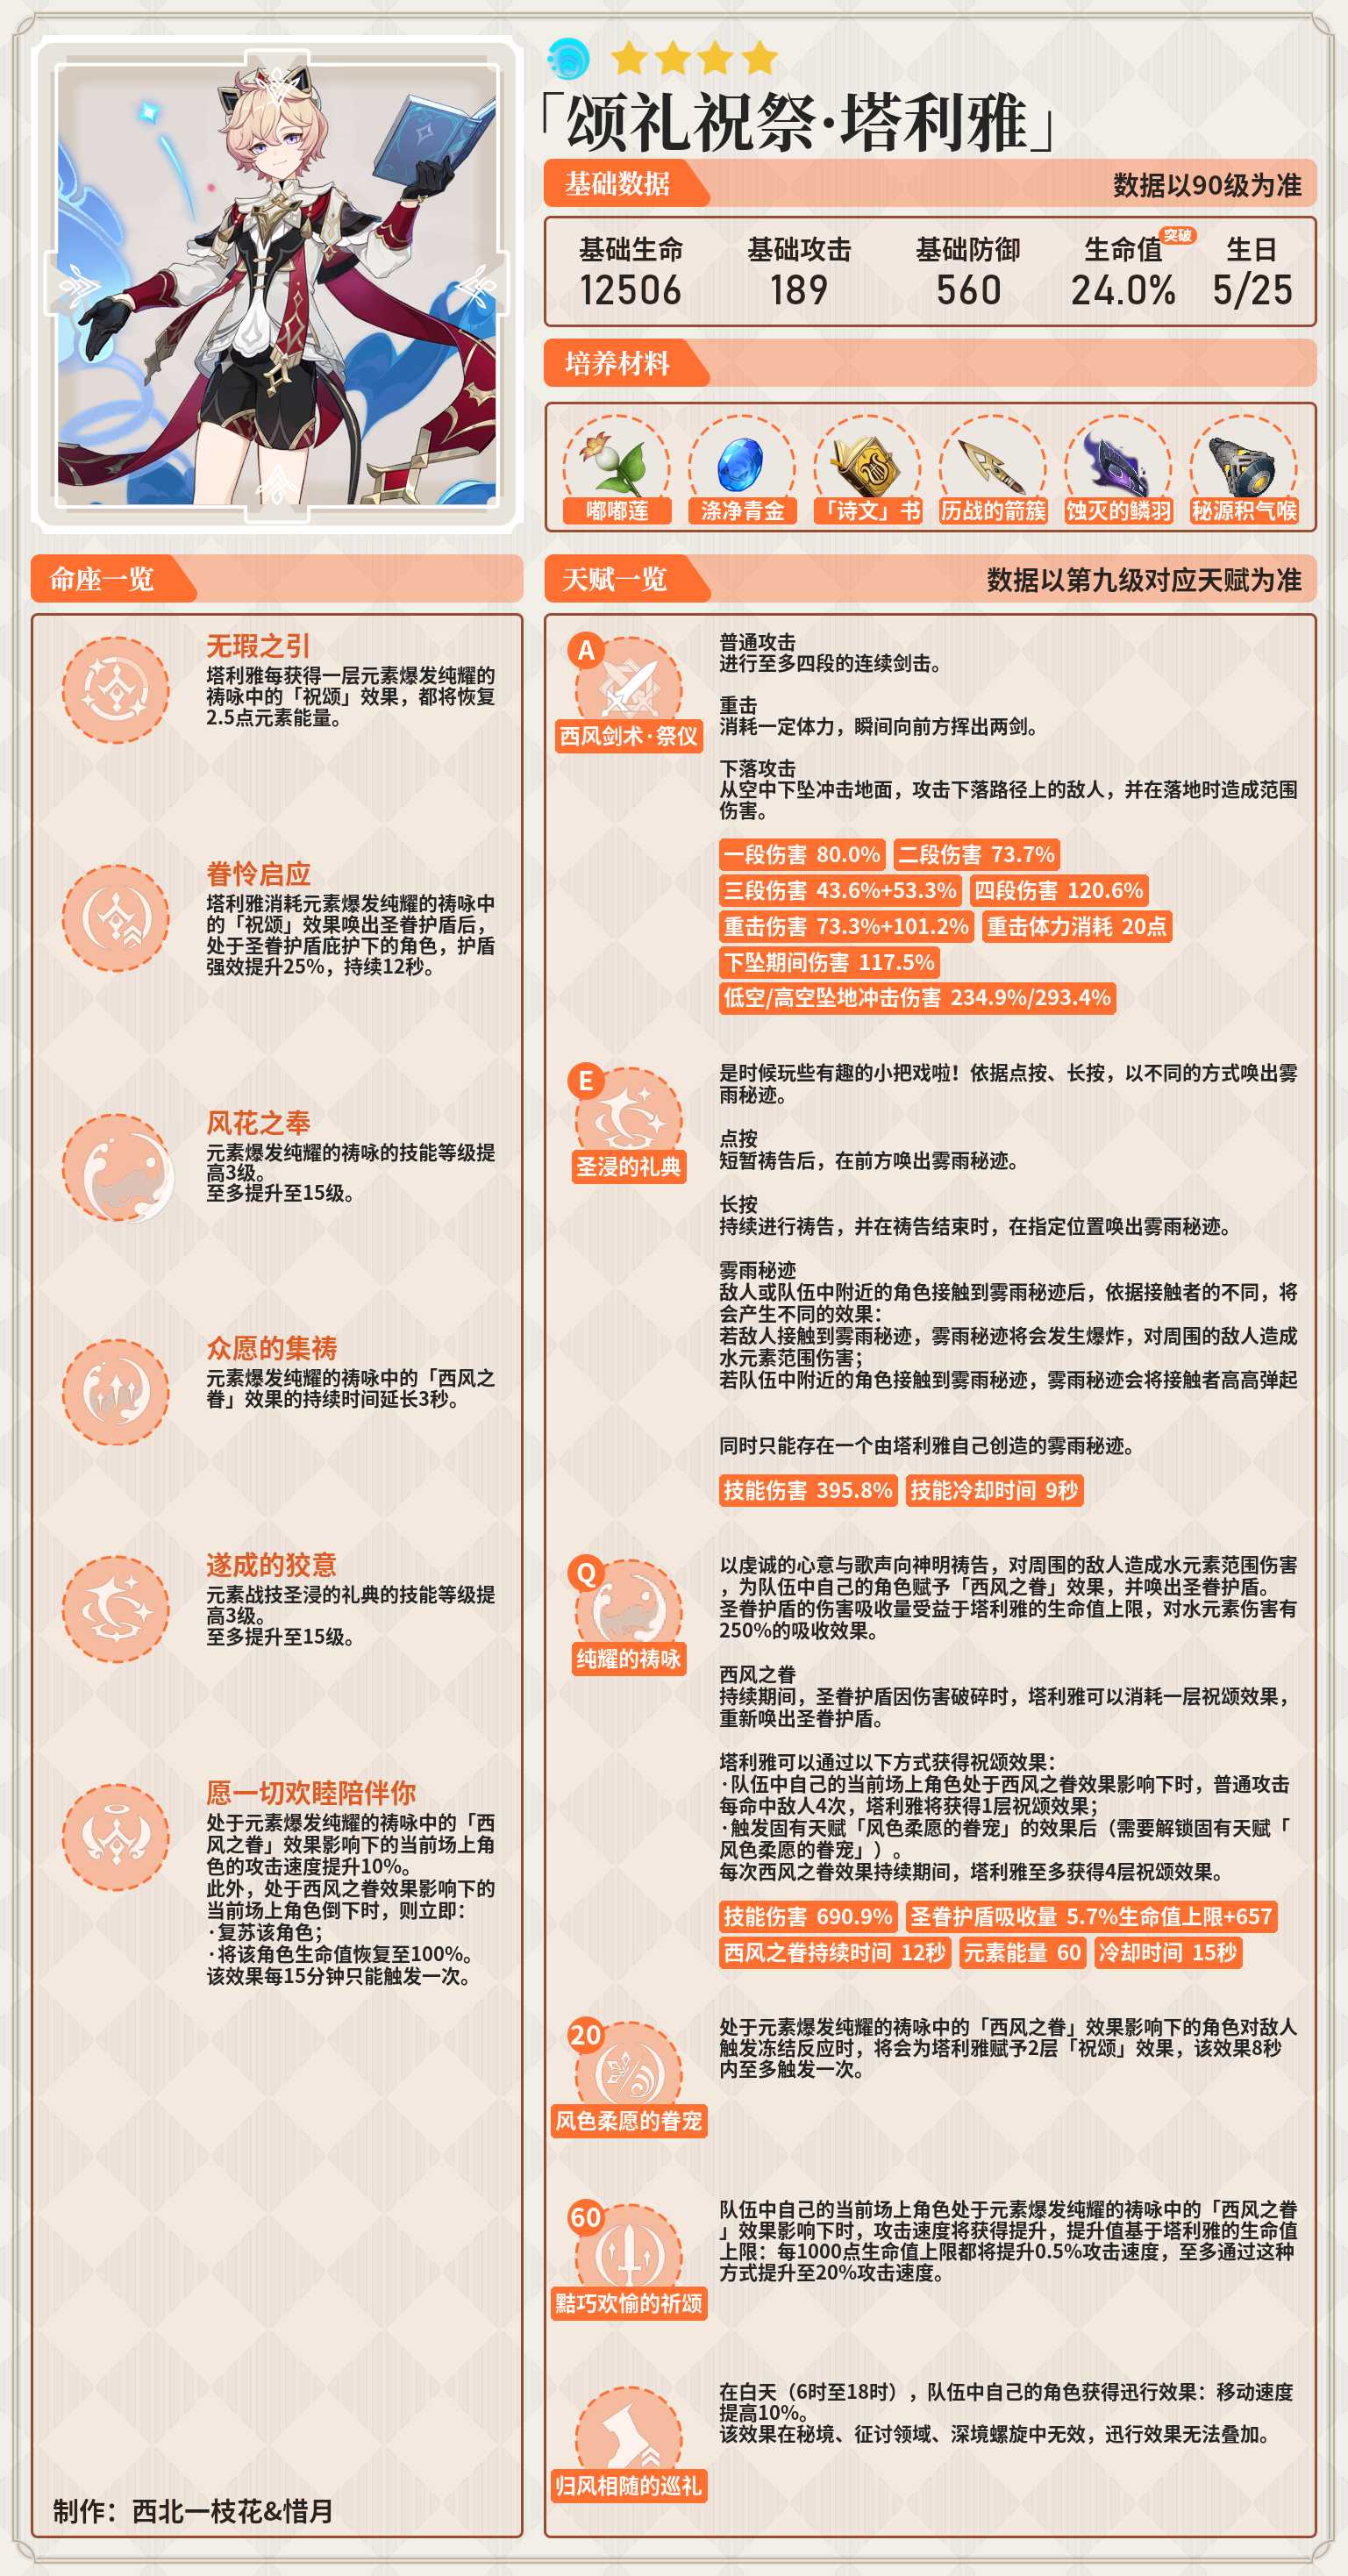 「颂礼祝祭·塔利雅」
基础数据
数据以90级为准
基础生命
基础攻击
基础防御
生命值
突破
生日
12506
189
560
24.0%
5/25
培养材料
嘟嘟莲
涤净青金
「诗文」书
历战的箭簇
蚀灭的鳞羽
秘源积气喉
命座一览
无瑕之引
塔利雅每获得一层元素爆发纯耀的
祷咏中的「祝颂」效果，都将恢复
2.5点元素能量。
眷怜启应
塔利雅消耗元素爆发纯耀的祷咏中
的「祝颂」效果唤出圣眷护盾后，
处于圣眷护盾庇护下的角色，护盾
强效提升25%，持续12秒。
风花之奉
元素爆发纯耀的祷咏的技能等级提
高3级。
至多提升至15级。
众愿的集祷
元素爆发纯耀的祷咏中的「西风之
眷」效果的持续时间延长3秒。
遂成的狡意
元素战技圣浸的礼典的技能等级提
高3级。
至多提升至15级。
愿一切欢睦陪伴你
处于元素爆发纯耀的祷咏中的「西
风之眷」效果影响下的当前场上角
色的攻击速度提升10%。
此外，处于西风之眷效果影响下的
当前场上角色倒下时，则立即：
·复苏该角色；
·将该角色生命值恢复至100%。
该效果每15分钟只能触发一次。
制作：西北一枝花&惜月
天赋一览
数据以第九级对应天赋为准
A
西风剑术·祭仪
普通攻击
进行至多四段的连续剑击。
重击
消耗一定体力，瞬间向前方挥出两剑。
下落攻击
从空中下坠冲击地面，攻击下落路径上的敌人，并在落地时造成范围
伤害。
一段伤害 80.0%
二段伤害 73.7%
三段伤害 43.6%+53.3%
四段伤害 120.6%
重击伤害 73.3%+101.2%
重击体力消耗 20点
下坠期间伤害 117.5%
低空/高空坠地冲击伤害 234.9%/293.4%
E
圣浸的礼典
是时候玩些有趣的小把戏啦！依据点按、长按，以不同的方式唤出雾
雨秘迹。
点按
短暂祷告后，在前方唤出雾雨秘迹。
长按
持续进行祷告，并在祷告结束时，在指定位置唤出雾雨秘迹。
雾雨秘迹
敌人或队伍中附近的角色接触到雾雨秘迹后，依据接触者的不同，将
会产生不同的效果：
若敌人接触到雾雨秘迹，雾雨秘迹将会发生爆炸，对周围的敌人造成
水元素范围伤害；
若队伍中附近的角色接触到雾雨秘迹，雾雨秘迹会将接触者高高弹起
同时只能存在一个由塔利雅自己创造的雾雨秘迹。
技能伤害 395.8%
技能冷却时间 9秒
Q
纯耀的祷咏
以虔诚的心意与歌声向神明祷告，对周围的敌人造成水元素范围伤害
，为队伍中自己的角色赋予「西风之眷」效果，并唤出圣眷护盾。
圣眷护盾的伤害吸收量受益于塔利雅的生命值上限，对水元素伤害有
250%的吸收效果。
西风之眷
持续期间，圣眷护盾因伤害破碎时，塔利雅可以消耗一层祝颂效果，
重新唤出圣眷护盾。
塔利雅可以通过以下方式获得祝颂效果：
·队伍中自己的当前场上角色处于西风之眷效果影响下时，普通攻击
每命中敌人4次，塔利雅将获得1层祝颂效果；
·触发固有天赋「风色柔愿的眷宠」的效果后（需要解锁固有天赋「
风色柔愿的眷宠」）。
每次西风之眷效果持续期间，塔利雅至多获得4层祝颂效果。
技能伤害 690.9%
圣眷护盾吸收量 5.7%生命值上限+657
西风之眷持续时间 12秒
元素能量 60
冷却时间 15秒
20
风色柔愿的眷宠
处于元素爆发纯耀的祷咏中的「西风之眷」效果影响下的角色对敌人
触发冻结反应时，将会为塔利雅赋予2层「祝颂」效果，该效果8秒
内至多触发一次。
60
黠巧欢愉的祈颂
队伍中自己的当前场上角色处于元素爆发纯耀的祷咏中的「西风之眷
」效果影响下时，攻击速度将获得提升，提升值基于塔利雅的生命值
上限：每1000点生命值上限都将提升0.5%攻击速度，至多通过这种
方式提升至20%攻击速度。
归风相随的巡礼
在白天（6时至18时），队伍中自己的角色获得迅行效果：移动速度
提高10%。
该效果在秘境、征讨领域、深境螺旋中无效，迅行效果无法叠加。